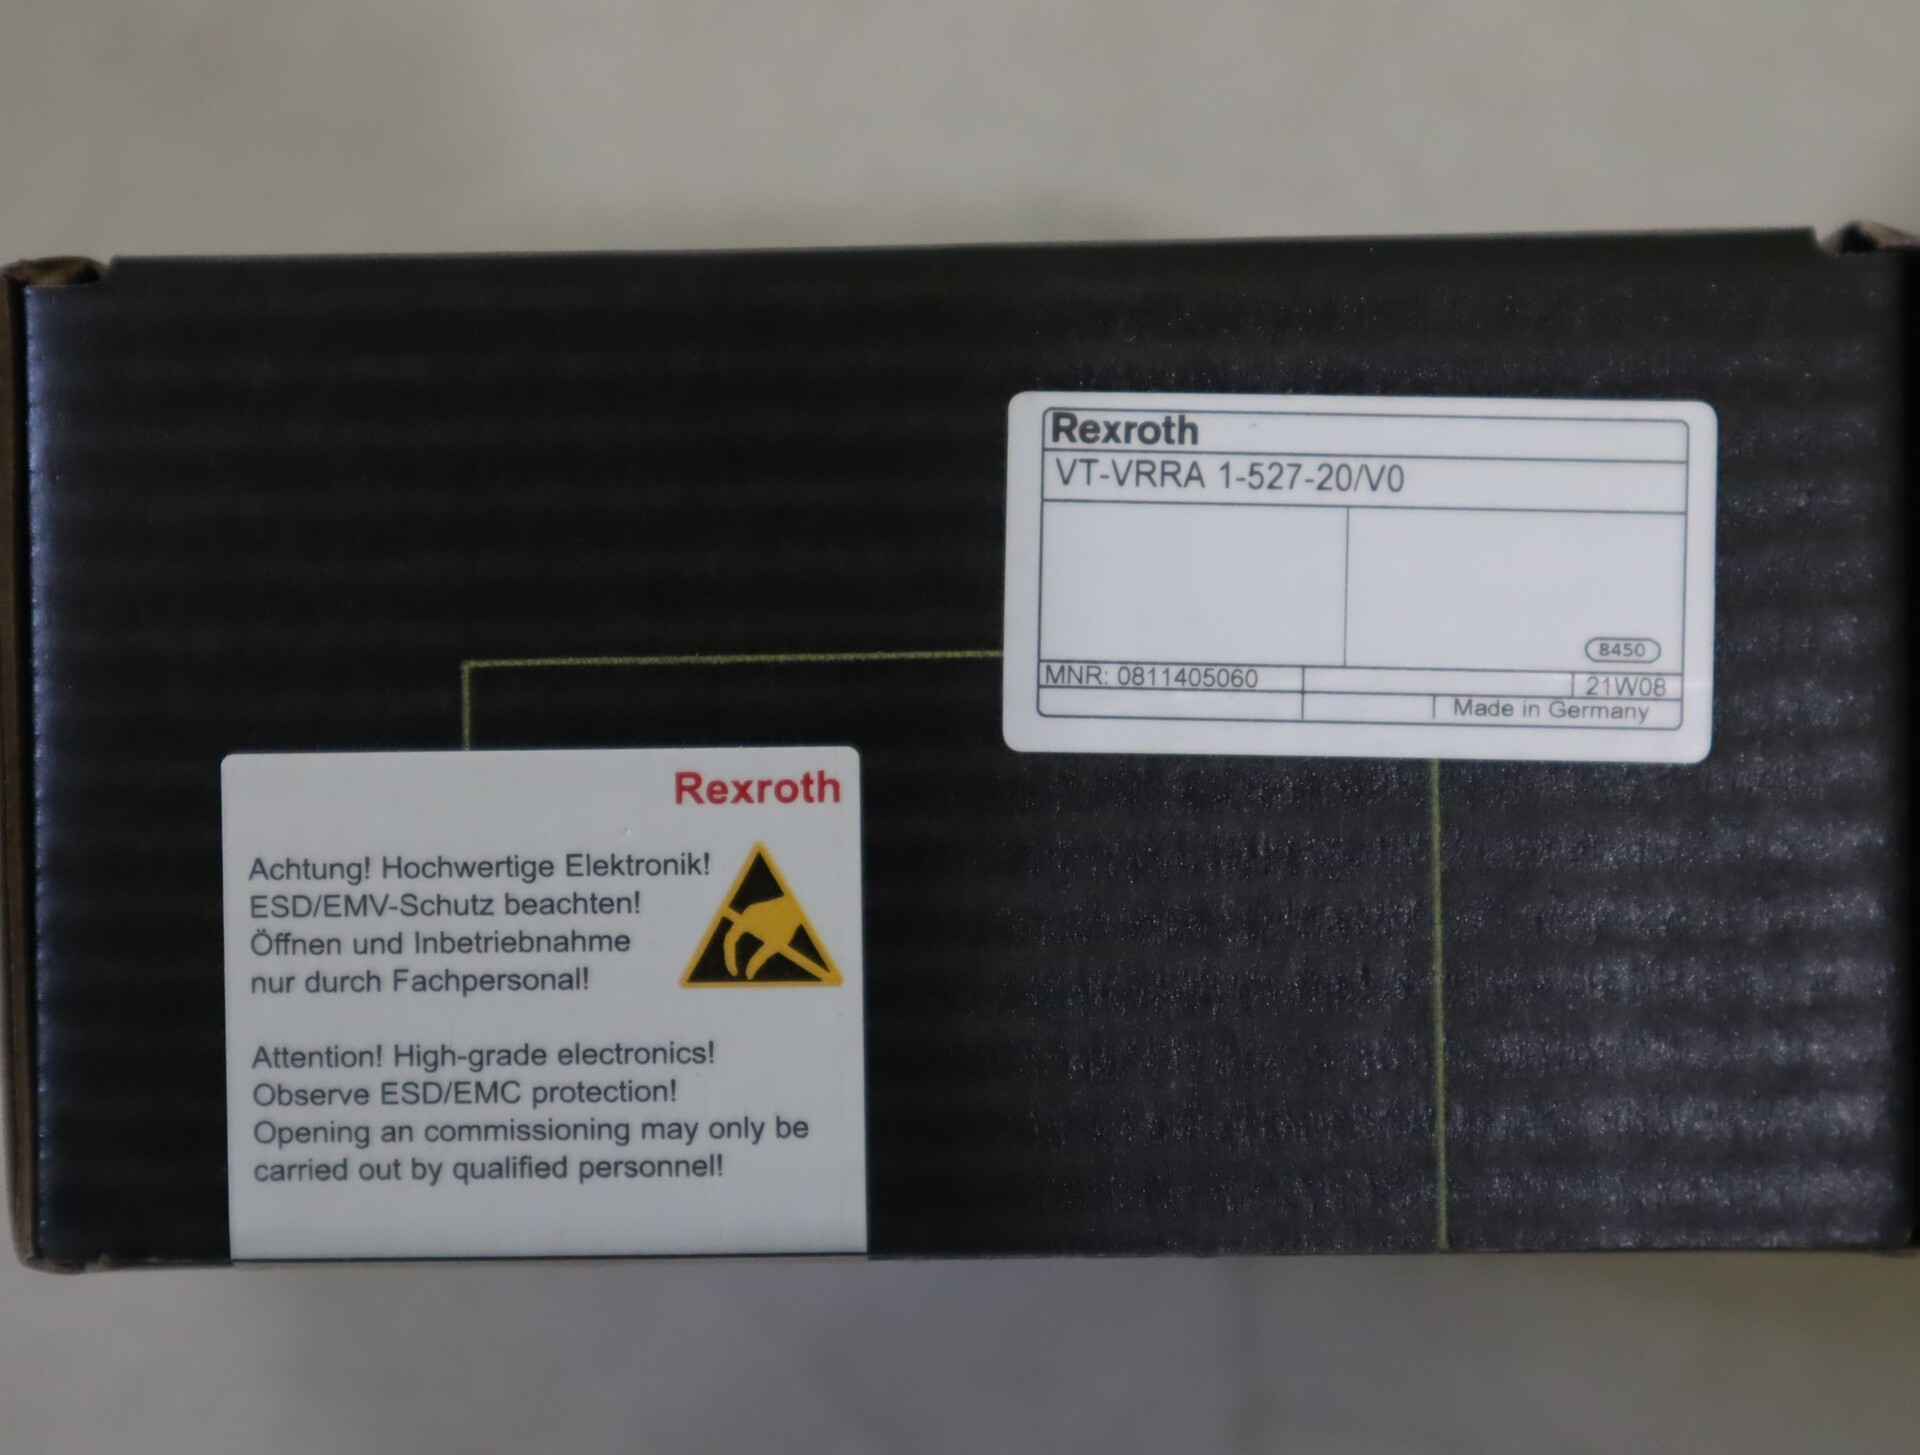 Rexroth
VT-VRRA 1-527-20/V0
8450
MNR: 0811405060
21W08
Made in Germany
Rexroth
Achtung! Hochwertige Elektronik!
ESD/EMV-Schutz beachten!
Öffnen und Inbetriebnahme
nur durch Fachpersonal!
Attention! High-grade electronics!
Observe ESD/EMC protection!
Opening an commissioning may only be
carried out by qualified personnel!